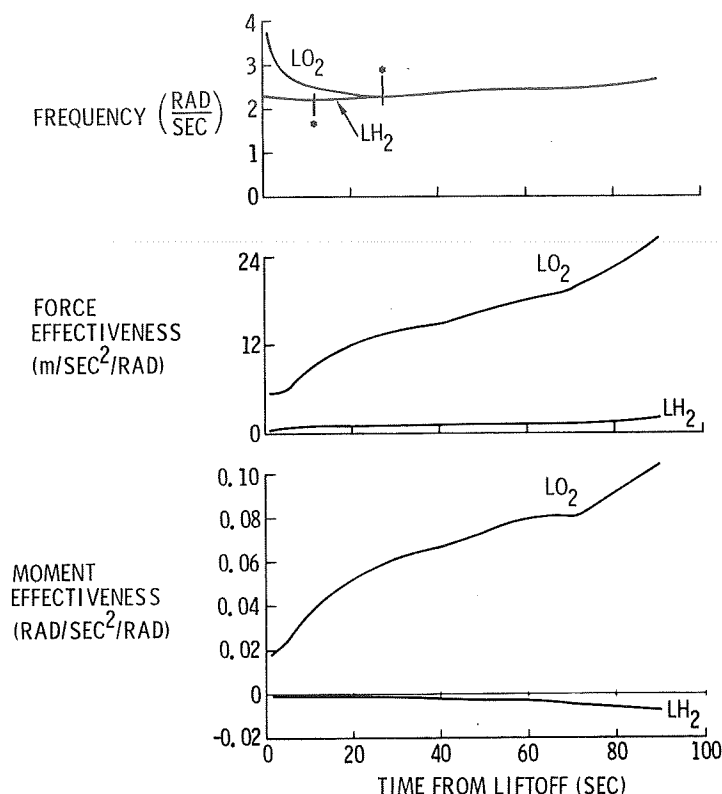 4
LO2
*
3
FREQUENCY (RAD/SEC)
2
*
LH2
1
0
100
24
LO2
FORCE
EFFECTIVENESS
(m/SEC2/RAD)
12
LH2
0
0.10
LO2
0.08
0.06
MOMENT
EFFECTIVENESS
(RAD/SEC2/RAD)
0.04
0.02
0
LH2
-0.02
0 20 40 60 80 100
TIME FROM LIFTOFF (SEC)